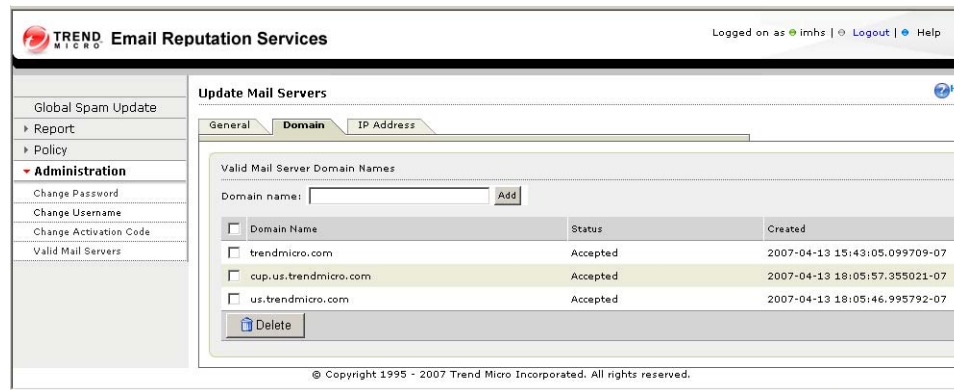 TREND MICRO Email Reputation Services
Logged on as imhs | Logout | Help
Global Spam Update
Report
Policy
Administration
Change Password
Change Username
Change Activation Code
Valid Mail Servers
Update Mail Servers
General Domain IP Address
Valid Mail Server Domain Names
Domain name: Add
Domain Name Status Created
trendmicro.com Accepted 2007-04-13 15:43:05.099709-07
cup.us.trendmicro.com Accepted 2007-04-13 18:05:57.355021-07
us.trendmicro.com Accepted 2007-04-13 18:05:46.995792-07
Delete
© Copyright 1995 - 2007 Trend Micro Incorporated. All rights reserved.